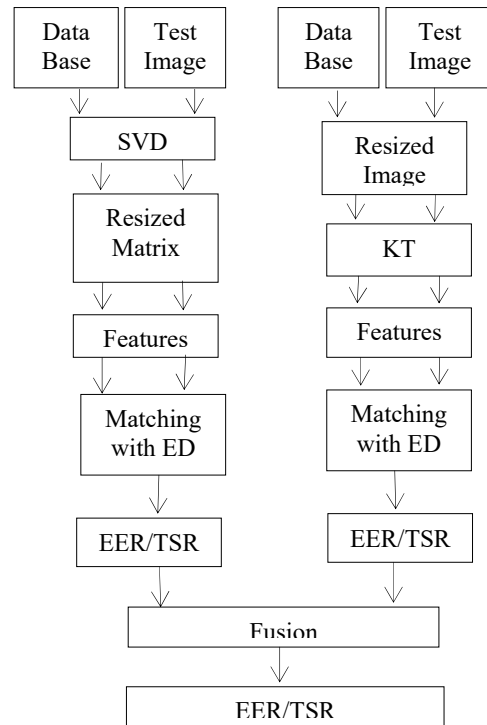 Data
Base
Test
Image
Data
Base
Test
Image
SVD
Resized
Image
Resized
Matrix
KT
Features
Features
Matching
with ED
Matching
with ED
EER/TSR
EER/TSR
Fusion
EER/TSR